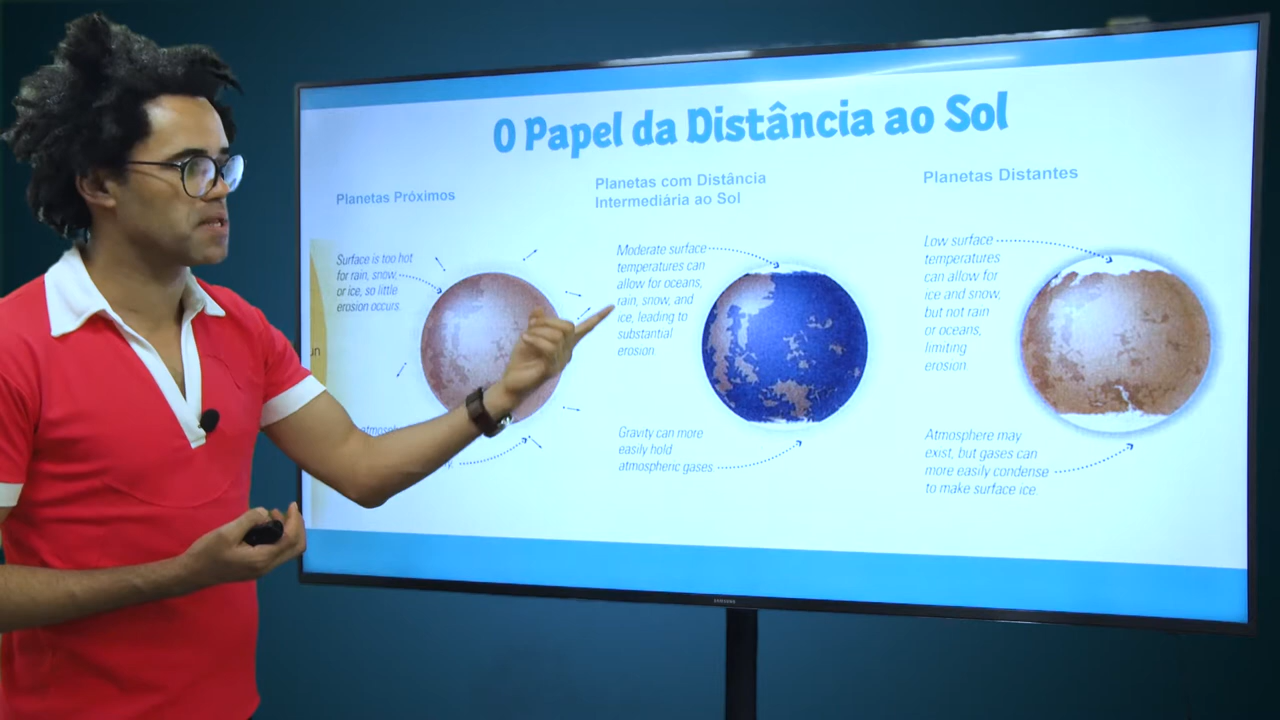 O Papel da Distância ao Sol
Planetas Próximos
Surface is too hot
for rain, snow,
or ice, so little
erosion occurs.
un
Planetas com Distância
Intermediária ao Sol
Moderate surface
temperatures can
allow for oceans,
rain, snow, and
ice, leading to
substantial
erosion.
Gravity can more
easily hold
atmospheric gases
Planetas Distantes
Low surface
temperatures
can allow for
ice and snow,
but not rain
or oceans,
limiting
erosion.
Atmosphere may
exist, but gases can
more easily condense
to make surface ice.
SAMSUNG